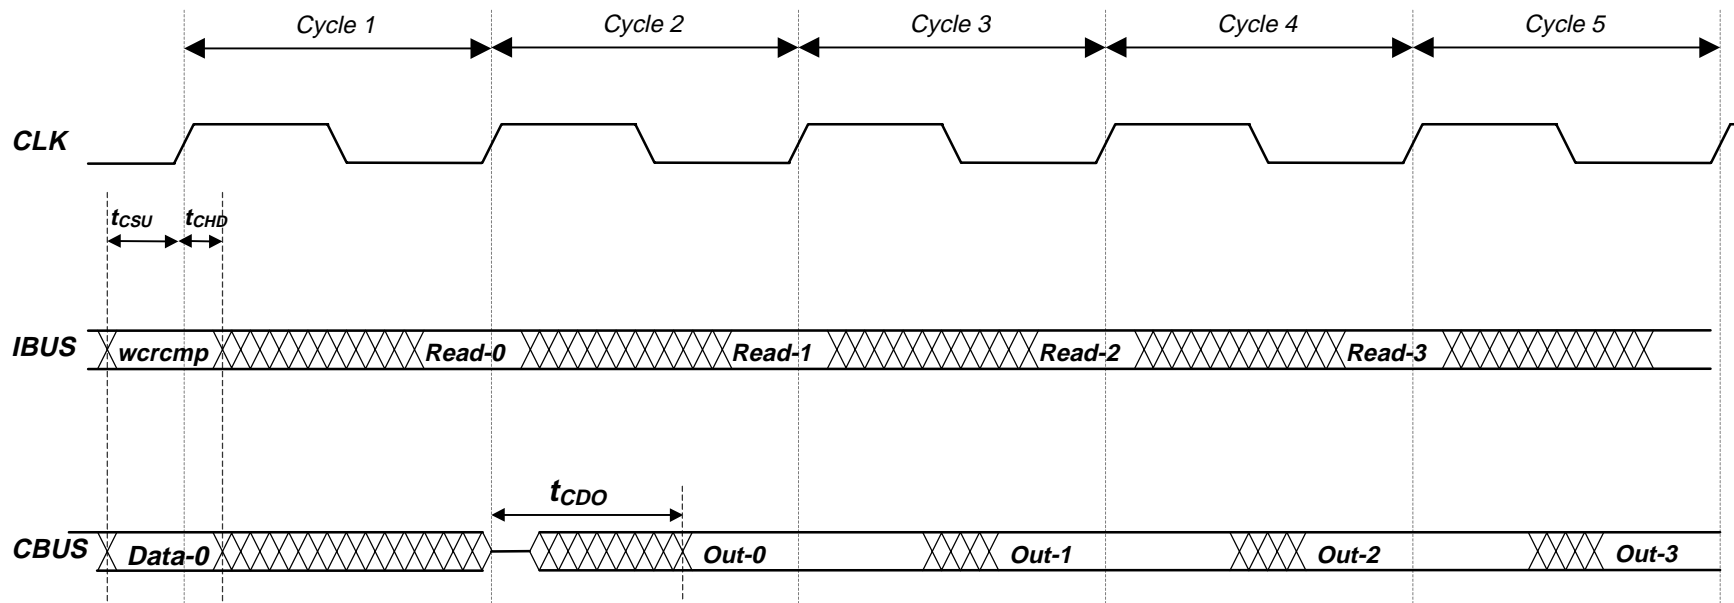 Cycle 1 Cycle 2 Cycle 3 Cycle 4 Cycle 5
CLK
tCSU tCHD
IBUS wcrcmp Read-0 Read-1 Read-2 Read-3
tCDO
CBUS Data-0 Out-0 Out-1 Out-2 Out-3